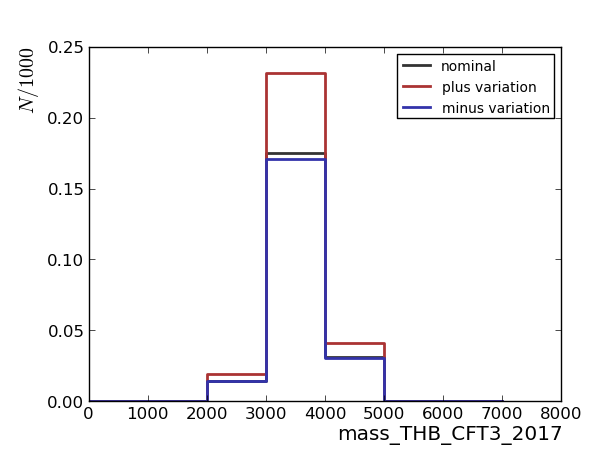 N/1000
0.25
0.20
0.15
0.10
0.05
0.00
nominal
plus variation
minus variation
0 1000 2000 3000 4000 5000 6000 7000 8000
mass_THB_CFT3_2017